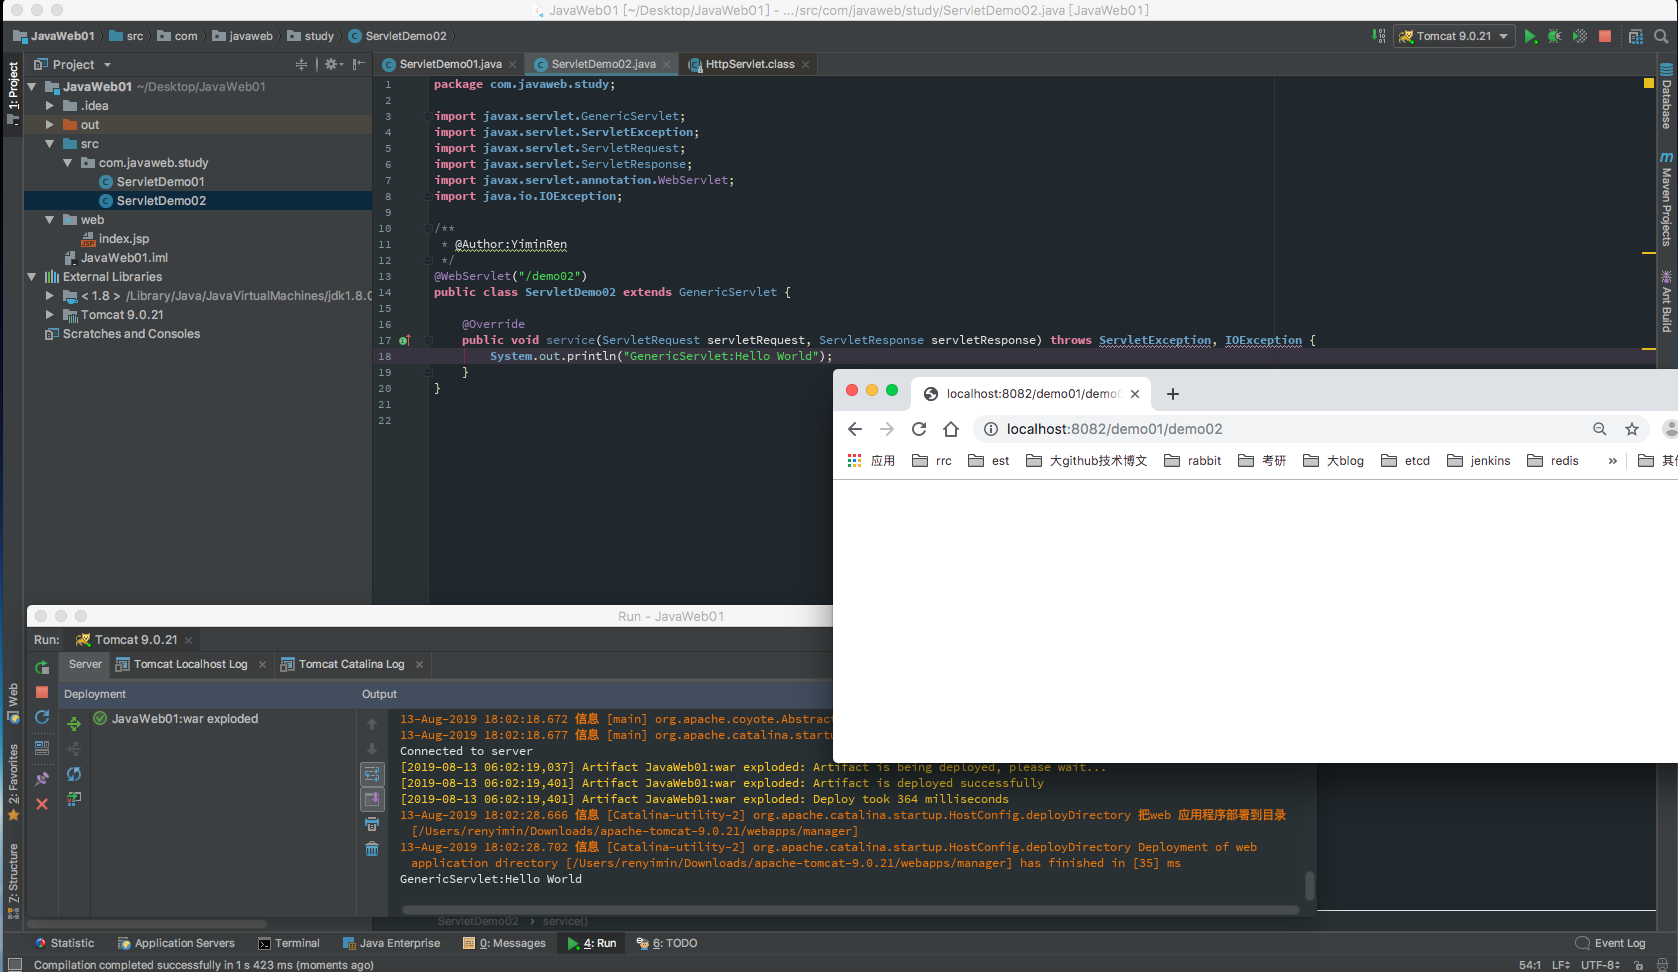 JavaWeb01 [~/Desktop/JavaWeb01] - .../src/com/javaweb/study/ServletDemo02.java [JavaWeb01]
JavaWeb01 src com javaweb study ServletDemo02
Tomcat 9.0.21
Project
ServletDemo01.java ServletDemo02.java HttpServlet.class
1: Project
JavaWeb01 ~/Desktop/JavaWeb01
.idea
out
src
com.javaweb.study
ServletDemo01
ServletDemo02
web
index.jsp
JavaWeb01.iml
External Libraries
< 1.8 > /Library/Java/JavaVirtualMachines/jdk1.8.0
Tomcat 9.0.21
Scratches and Consoles
1 package com.javaweb.study;
2
3 import javax.servlet.GenericServlet;
4 import javax.servlet.ServletException;
5 import javax.servlet.ServletRequest;
6 import javax.servlet.ServletResponse;
7 import javax.servlet.annotation.WebServlet;
8 import java.io.IOException;
9
10 /**
11 * @Author:YiminRen
12 */
13 @WebServlet("/demo02")
14 public class ServletDemo02 extends GenericServlet {
15
16 @Override
17 public void service(ServletRequest servletRequest, ServletResponse servletResponse) throws ServletException, IOException {
18 System.out.println("GenericServlet:Hello World");
19 }
20 }
21
22
Database
Maven Projects
Ant Build
localhost:8082/demo01/demo
localhost:8082/demo01/demo02
应用 rrc est 大github技术博文 rabbit 考研 大blog etcd jenkins redis »
Run - JavaWeb01
Run: Tomcat 9.0.21
Server Tomcat Localhost Log Tomcat Catalina Log
Deployment Output
JavaWeb01:war exploded
13-Aug-2019 18:02:18.672 信息 [main] org.apache.coyote.Abstrac
13-Aug-2019 18:02:18.677 信息 [main] org.apache.catalina.startu
Connected to server
[2019-08-13 06:02:19,037] Artifact JavaWeb01:war exploded: Artifact is being deployed, please wait...
[2019-08-13 06:02:19,401] Artifact JavaWeb01:war exploded: Artifact is deployed successfully
[2019-08-13 06:02:19,401] Artifact JavaWeb01:war exploded: Deploy took 364 milliseconds
13-Aug-2019 18:02:28.666 信息 [Catalina-utility-2] org.apache.catalina.startup.HostConfig.deployDirectory 把web 应用程序部署到目录
[/Users/renyimin/Downloads/apache-tomcat-9.0.21/webapps/manager]
13-Aug-2019 18:02:28.702 信息 [Catalina-utility-2] org.apache.catalina.startup.HostConfig.deployDirectory Deployment of web
application directory [/Users/renyimin/Downloads/apache-tomcat-9.0.21/webapps/manager] has finished in [35] ms
GenericServlet:Hello World
Web
2: Favorites
Z: Structure
ServletDemo02 › service()
Statistic Application Servers Terminal Java Enterprise 0: Messages 4: Run 6: TODO Event Log
Compilation completed successfully in 1 s 423 ms (moments ago) 54:1 LF UTF-8